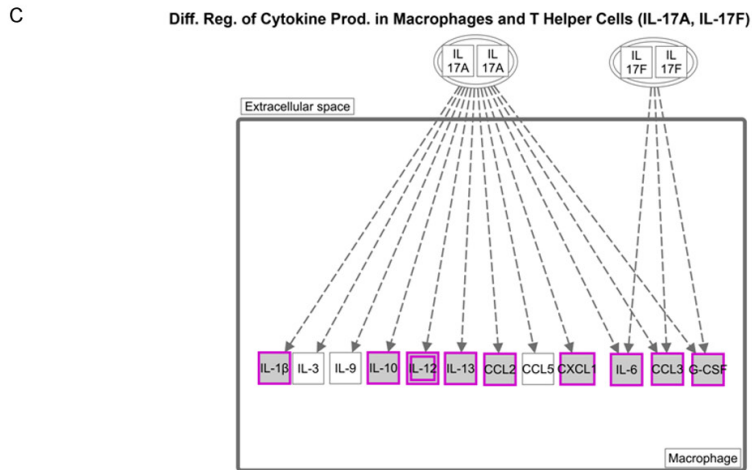 C
Diff. Reg. of Cytokine Prod. in Macrophages and T Helper Cells (IL-17A, IL-17F)
IL
17A
IL
17A
IL
17F
IL
17F
Extracellular space
IL-1β
IL-3
IL-9
IL-10
IL-12
IL-13
CCL2
CCL5
CXCL1
IL-6
CCL3
G-CSF
Macrophage